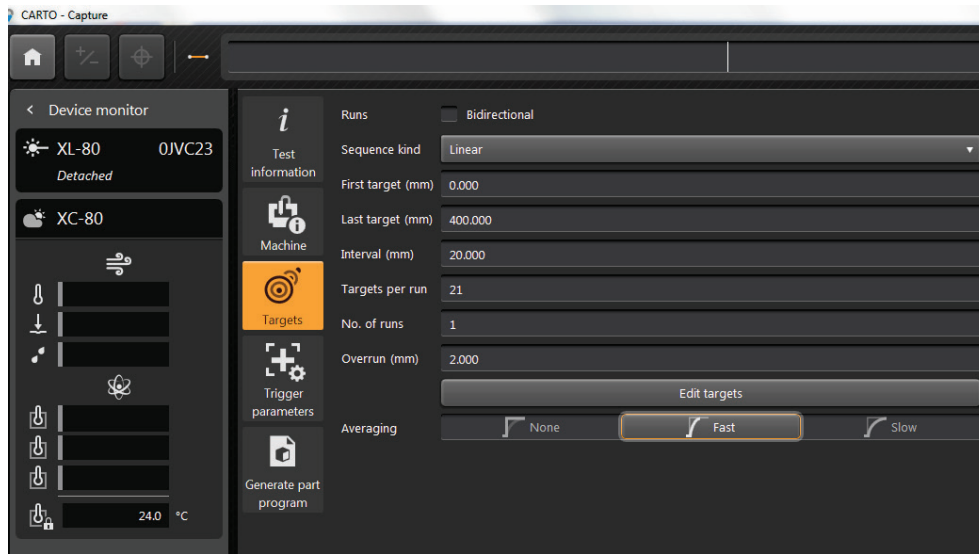 CARTO - Capture
Device monitor
XL-80 0JVC23
Detached
XC-80
24.0 °C
Test
information
Machine
Targets
Trigger
parameters
Generate part
program
Runs Bidirectional
Sequence kind Linear
First target (mm) 0.000
Last target (mm) 400.000
Interval (mm) 20.000
Targets per run 21
No. of runs 1
Overrun (mm) 2.000
Edit targets
Averaging None Fast Slow